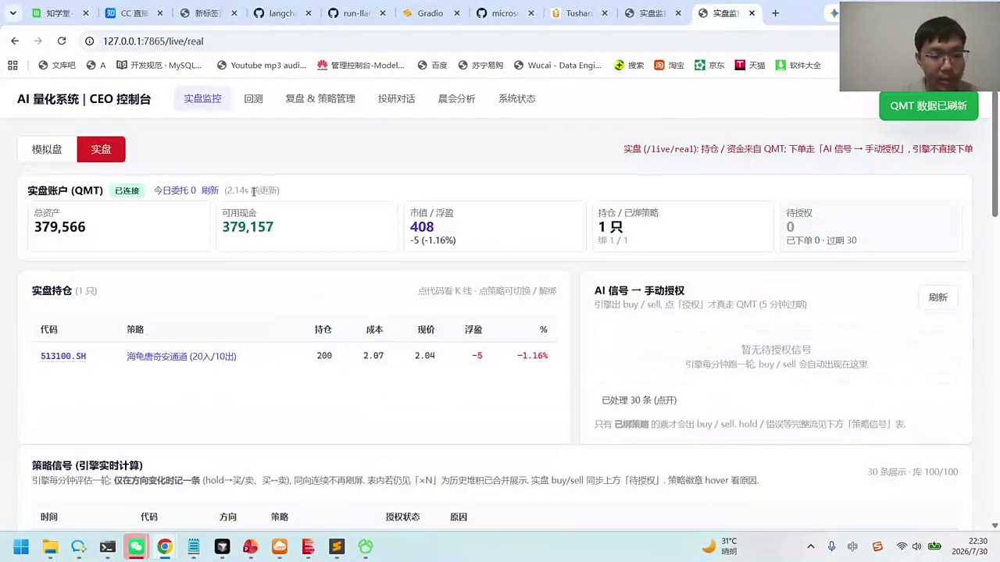 知学堂
CC 直播
新标签页
langcha
run-llar
Gradio
micros
Tushar
实盘监
实盘监
127.0.0.1:7865/live/real
文库吧
A
开发规范 - MySQL...
Youtube mp3 audi...
管理控制台-Model...
百度
苏宁易购
Wucai - Data Engi...
搜索
淘宝
京东
天猫
软件大全
AI 量化系统 | CEO 控制台
实盘监控
回测
复盘 & 策略管理
投研对话
晨会分析
系统状态
QMT 数据已刷新
模拟盘
实盘
实盘 (/live/real): 持仓 / 资金来自 QMT; 下单走「AI 信号 → 手动授权」, 引擎不直接下单
实盘账户 (QMT) 已连接 今日委托 0 刷新 (2.14s 前更新)
总资产
379,566
可用现金
379,157
市值 / 浮盈
408
-5 (-1.16%)
持仓 / 已绑策略
1 只
绑 1 / 1
待授权
0
已下单 0 · 过期 30
实盘持仓 (1 只)
点代码看 K 线 · 点策略可切换 / 解绑
代码 策略 持仓 成本 现价 浮盈 %
513100.SH 海龟唐奇安通道 (20入/10出) 200 2.07 2.04 -5 -1.16%
AI 信号 → 手动授权
引擎出 buy / sell, 点「授权」才真走 QMT (5 分钟过期)
刷新
暂无待授权信号
引擎每分钟跑一轮, buy / sell 会自动出现在这里
已处理 30 条 (点开)
只有 已绑策略 的票才会出 buy / sell. hold / 错误等完整流见下方「策略信号」表.
策略信号 (引擎实时计算)
引擎每分钟评估一轮; 仅在方向变化时记一条 (hold→买/卖、买↔卖), 同向连续不再刷屏. 表内若仍见「×N」为历史堆积已合并展示. 实盘 buy/sell 同步上方「待授权」. 策略徽章 hover 看原因.
30 条展示 · 库 100/100
时间 代码 方向 策略 授权状态 原因
31°C
晴朗
22:30
2026/7/30